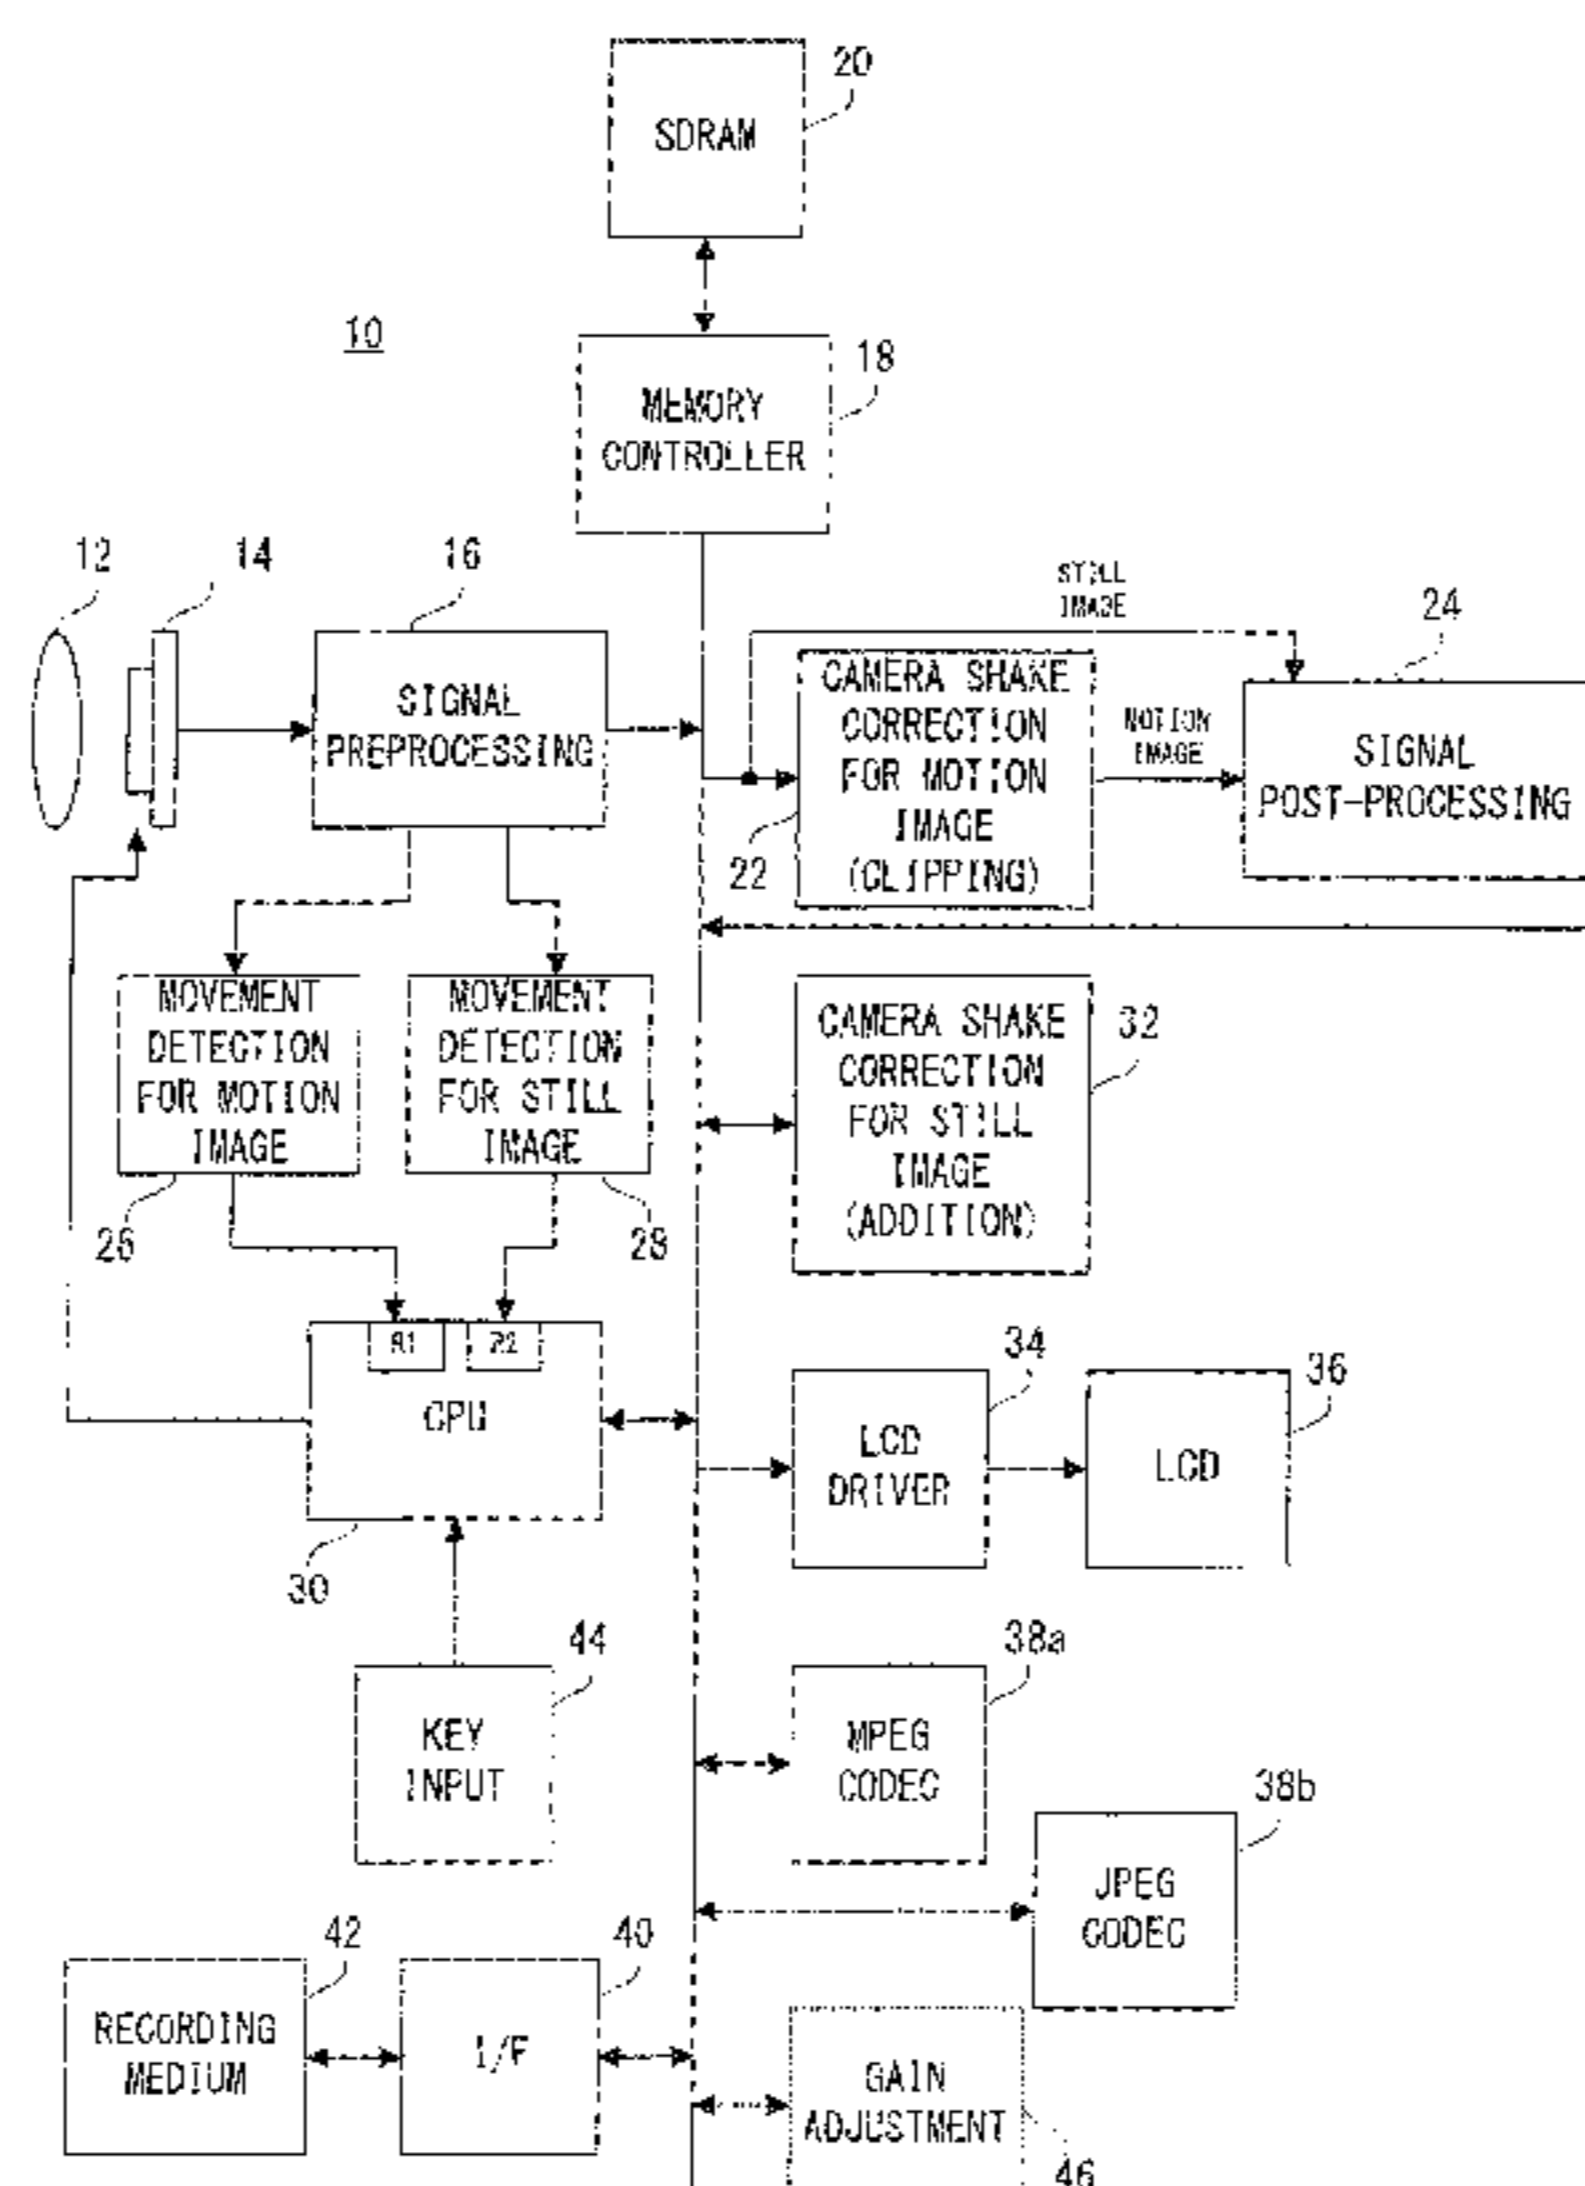 20
SDRAM
10
18
MEMORY
CONTROLLER
12
14
16
STILL
IMAGE
24
SIGNAL
PREPROCESSING
CAMERA SHAKE
CORRECTION
FOR MOTION
IMAGE
(CLIPPING)
22
MOTION
IMAGE
SIGNAL
POST-PROCESSING
MOVEMENT
DETECTION
FOR MOTION
IMAGE
26
MOVEMENT
DETECTION
FOR STILL
IMAGE
28
CAMERA SHAKE
CORRECTION
FOR STILL
IMAGE
(ADDITION)
32
R1
R2
CPU
30
34
LCD
DRIVER
36
LCD
44
KEY
INPUT
38a
MPEG
CODEC
38b
JPEG
CODEC
42
RECORDING
MEDIUM
40
I/F
GAIN
ADJUSTMENT
46